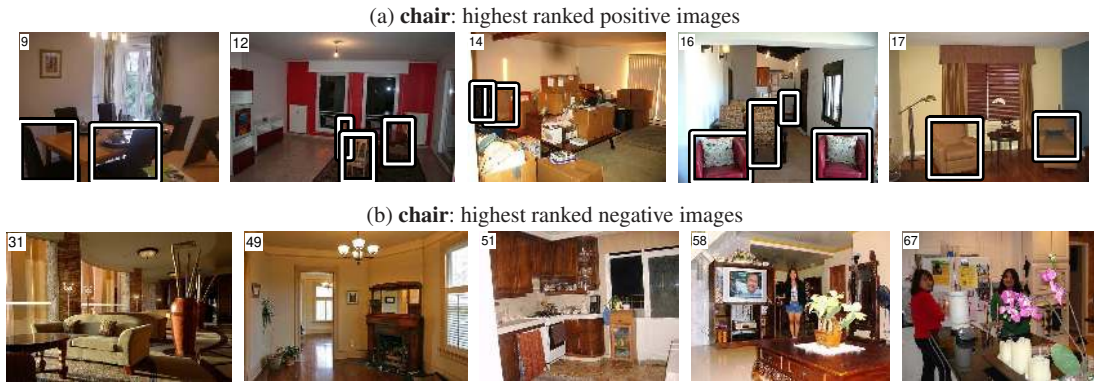 (a) chair: highest ranked positive images
9 12 14 16 17
(b) chair: highest ranked negative images
31 49 51 58 67